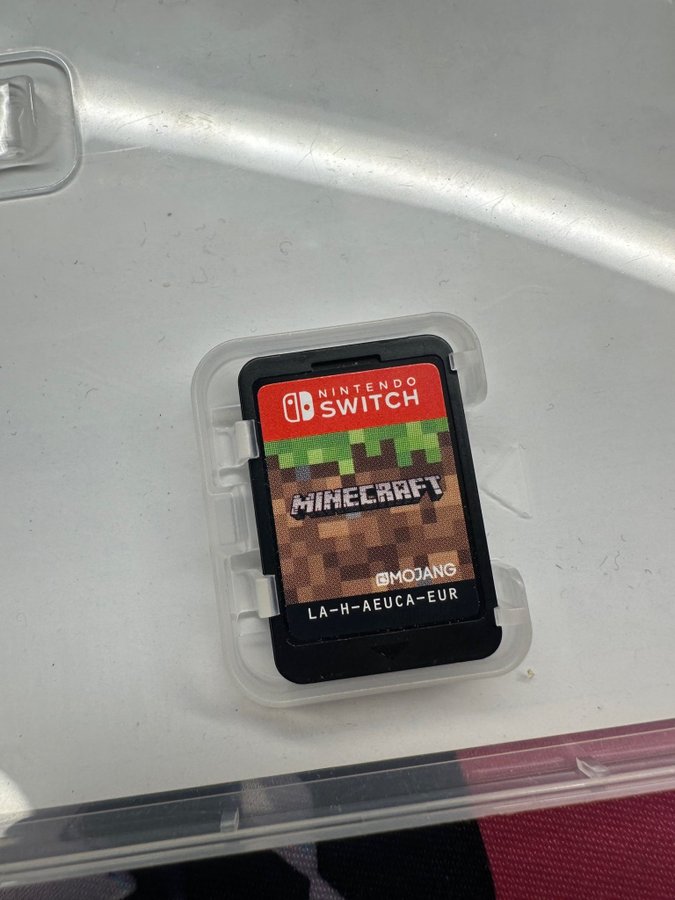 NINTENDO
SWITCH
MINECRAFT
MOJANG
LA-H-AEUCA-EUR